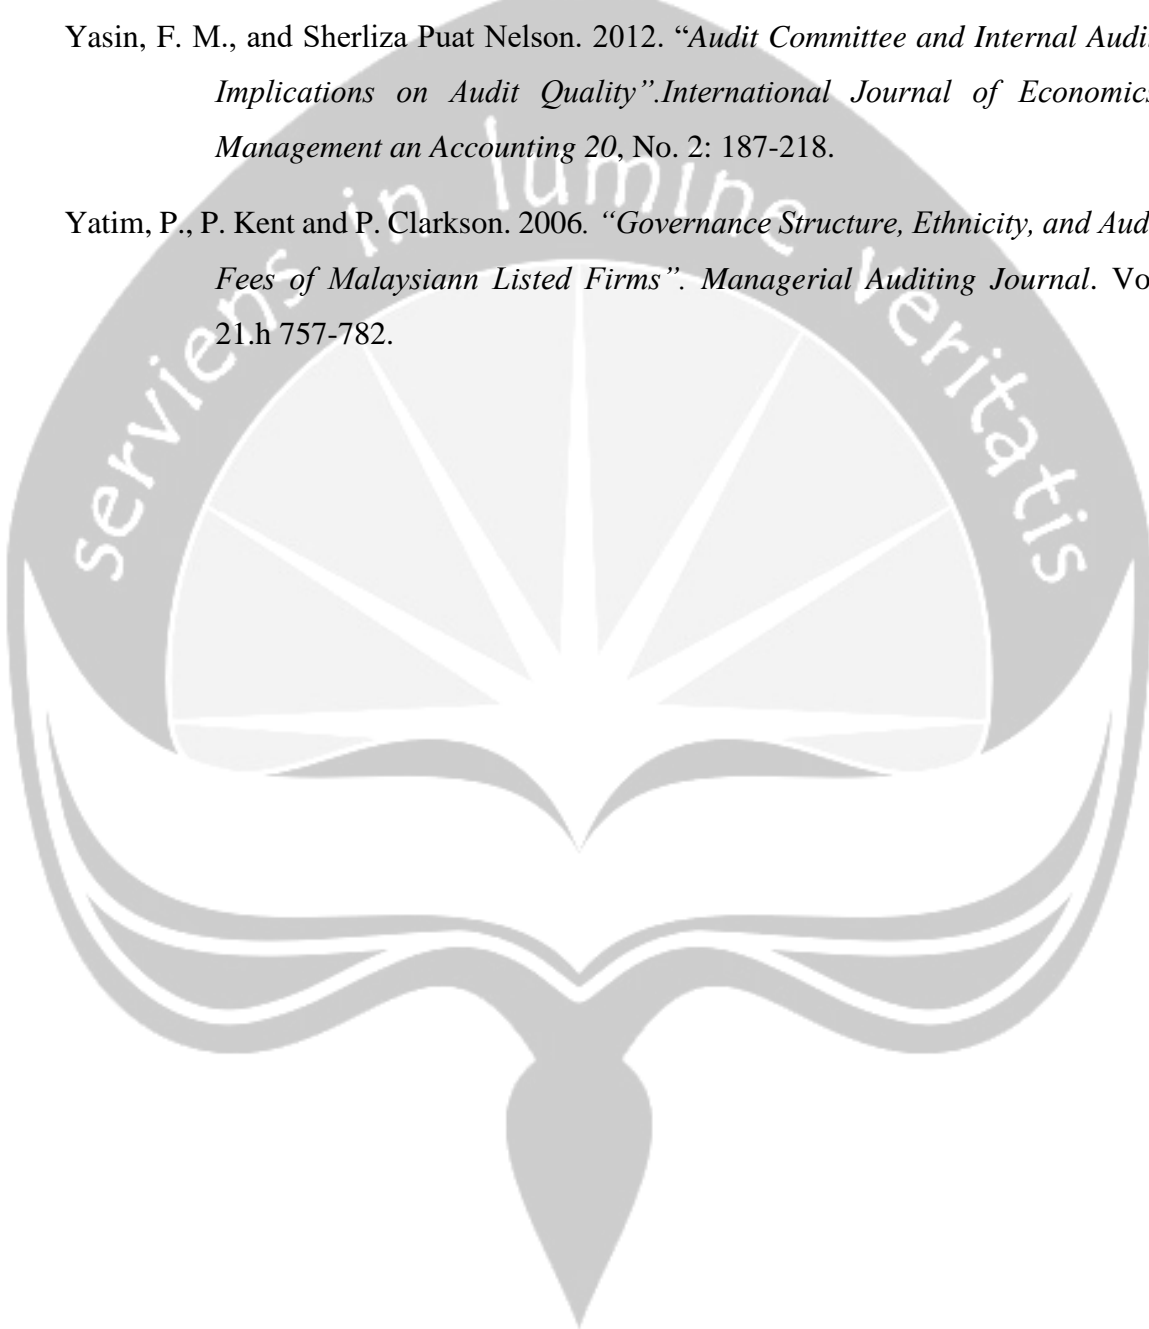 Yasin, F. M., and Sherliza Puat Nelson. 2012. “Audit Committee and Internal Audi
Implications on Audit Quality”.International Journal of Economics
Management an Accounting 20, No. 2: 187-218.
Yatim, P., P. Kent and P. Clarkson. 2006. “Governance Structure, Ethnicity, and Aud
Fees of Malaysiann Listed Firms”. Managerial Auditing Journal. Vo
21.h 757-782.
serviens in lumine veritatis